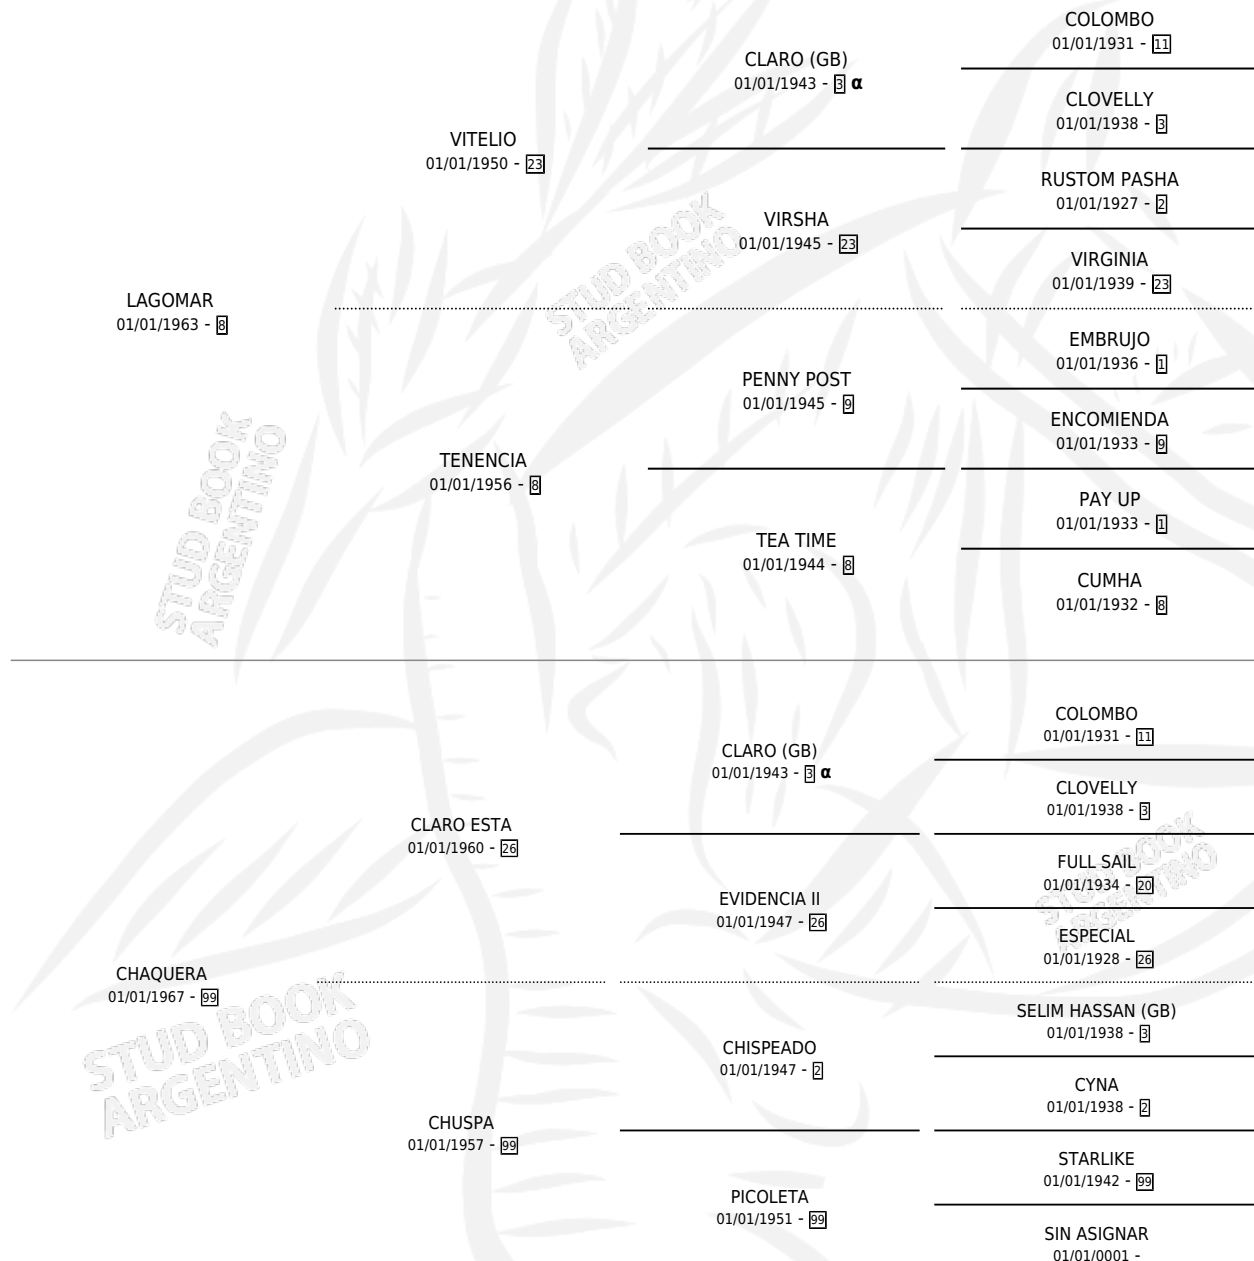 COLOMBO
01/01/1931 - 11
CLARO (GB)
01/01/1943 - 3 α
CLOVELLY
01/01/1938 - 3
VITELIO
01/01/1950 - 23
RUSTOM PASHA
01/01/1927 - 2
VIRSHA
01/01/1945 - 23
VIRGINIA
01/01/1939 - 23
LAGOMAR
01/01/1963 - 8
EMBRUJO
01/01/1936 - 1
PENNY POST
01/01/1945 - 9
ENCOMIENDA
01/01/1933 - 9
TENENCIA
01/01/1956 - 8
PAY UP
01/01/1933 - 1
TEA TIME
01/01/1944 - 8
CUMHA
01/01/1932 - 8
STUD BOOK
ARGENTINO
STUD BOOK
ARGENTINO
COLOMBO
01/01/1931 - 11
CLARO (GB)
01/01/1943 - 3 α
CLOVELLY
01/01/1938 - 3
CLARO ESTA
01/01/1960 - 26
FULL SAIL
01/01/1934 - 20
EVIDENCIA II
01/01/1947 - 26
ESPECIAL
01/01/1928 - 26
CHAQUERA
01/01/1967 - 99
SELIM HASSAN (GB)
01/01/1938 - 3
CHISPEADO
01/01/1947 - 2
CYNA
01/01/1938 - 2
CHUSPA
01/01/1957 - 99
STARLIKE
01/01/1942 - 99
PICOLETA
01/01/1951 - 99
SIN ASIGNAR
01/01/0001 -
STUD BOOK
ARGENTINO
STUD BOOK
ARGENTINO